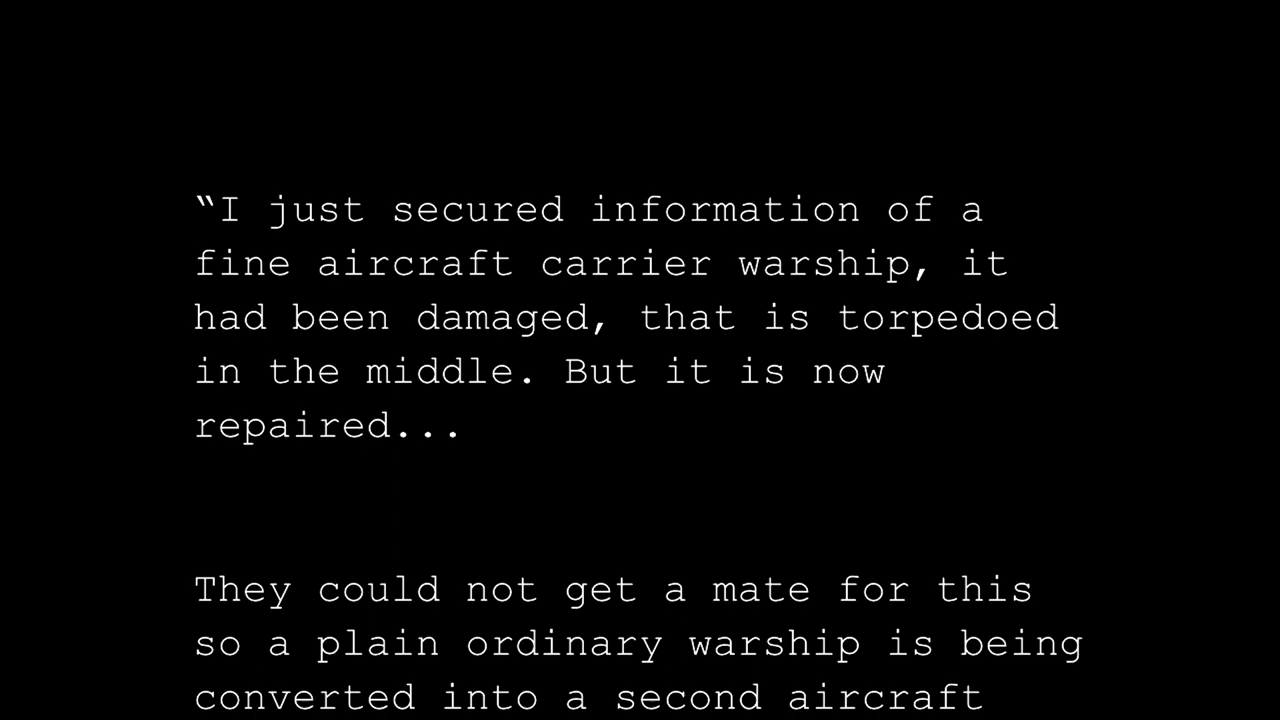 “I just secured information of a
fine aircraft carrier warship, it
had been damaged, that is torpedoed
in the middle. But it is now
repaired...
They could not get a mate for this
so a plain ordinary warship is being
converted into a second aircraft